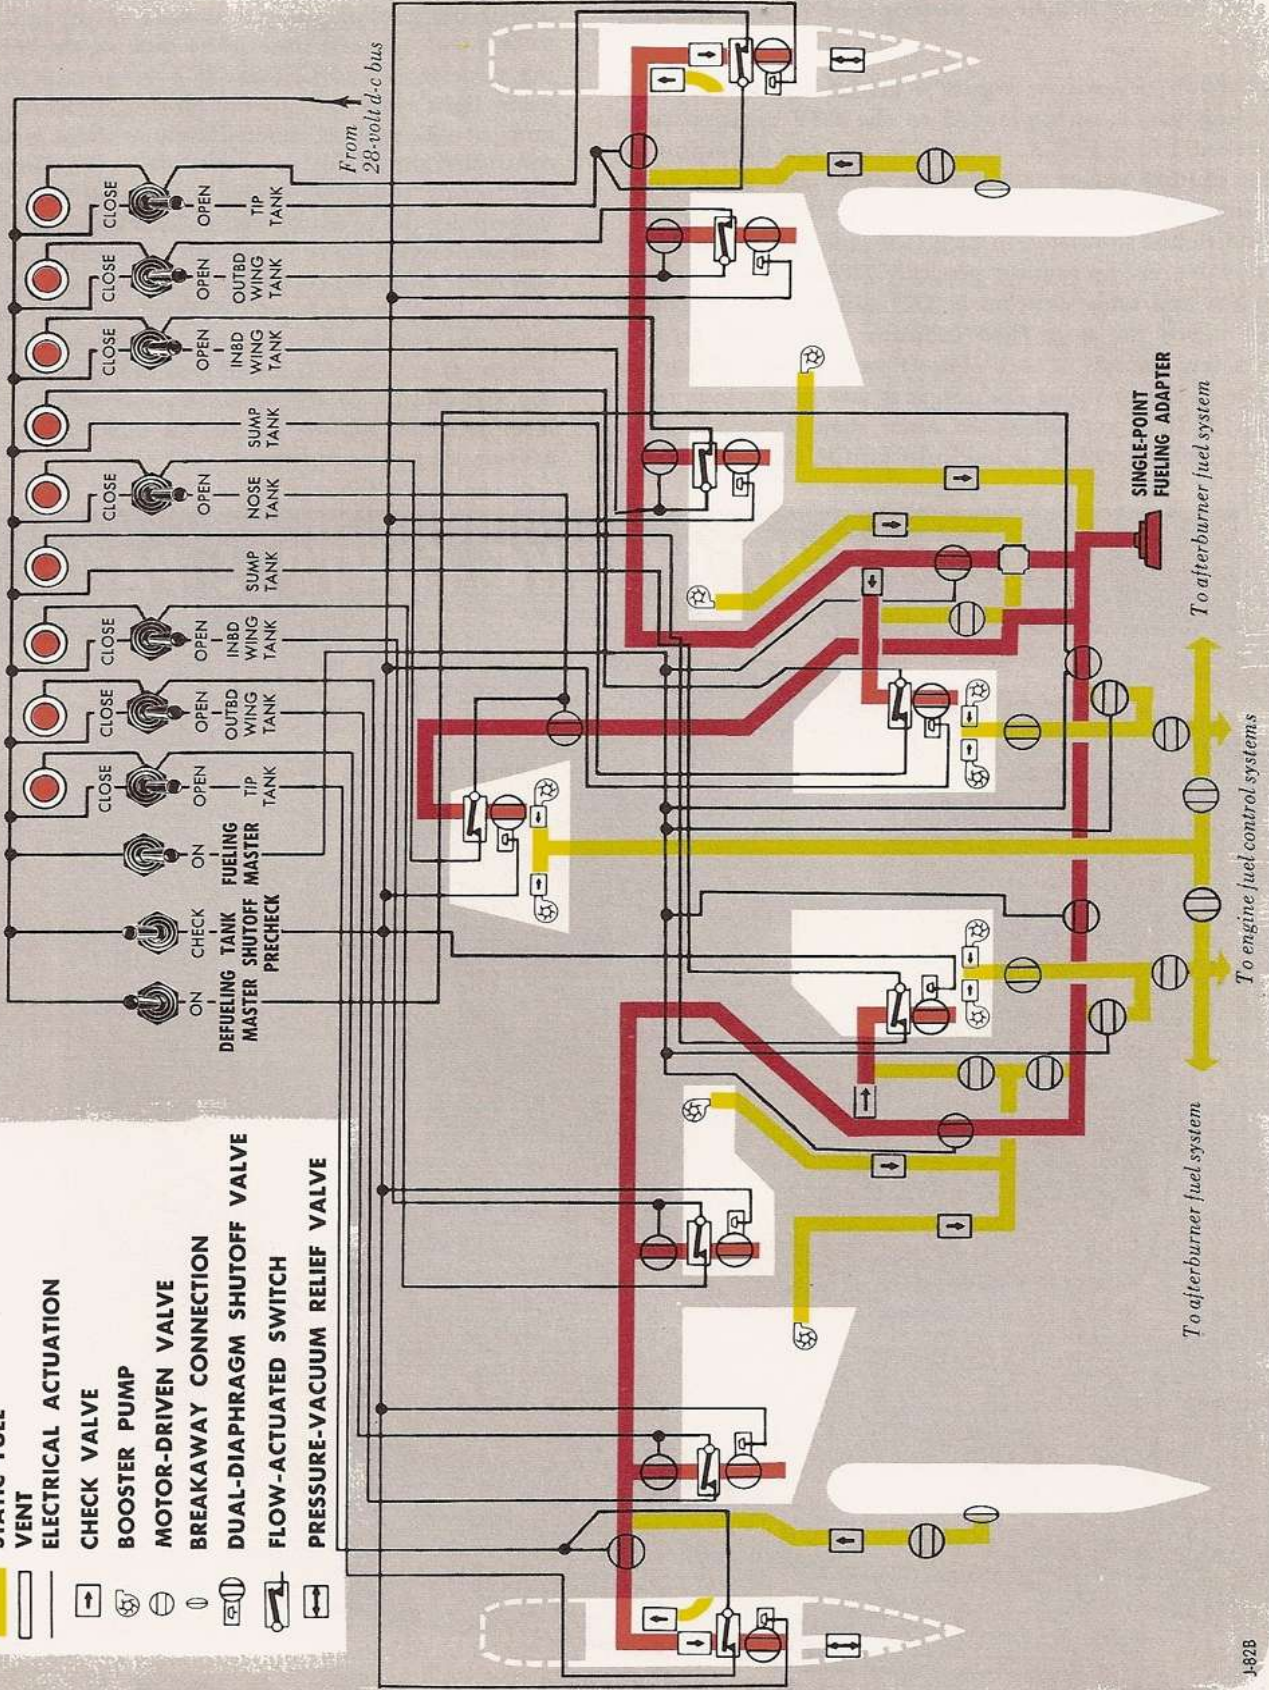 VENT
ELECTRICAL ACTUATION
CHECK VALVE
BOOSTER PUMP
MOTOR-DRIVEN VALVE
BREAKAWAY CONNECTION
DUAL-DIAPHRAGM SHUTOFF VALVE
FLOW-ACTUATED SWITCH
PRESSURE-VACUUM RELIEF VALVE
ON
DEFUELING
MASTER
CHECK
TANK
SHUTOFF
PRECHECK
ON
FUELING
MASTER
CLOSE
OPEN
TIP
TANK
CLOSE
OPEN
OUTBD
WING
TANK
CLOSE
OPEN
INBD
WING
TANK
SUMP
TANK
CLOSE
OPEN
NOSE
TANK
SUMP
TANK
CLOSE
OPEN
INBD
WING
TANK
CLOSE
OPEN
OUTBD
WING
TANK
CLOSE
OPEN
TIP
TANK
From
28-volt d-c bus
SINGLE-POINT
FUELING ADAPTER
To afterburner fuel system
To engine fuel control systems
To afterburner fuel system
J-82B